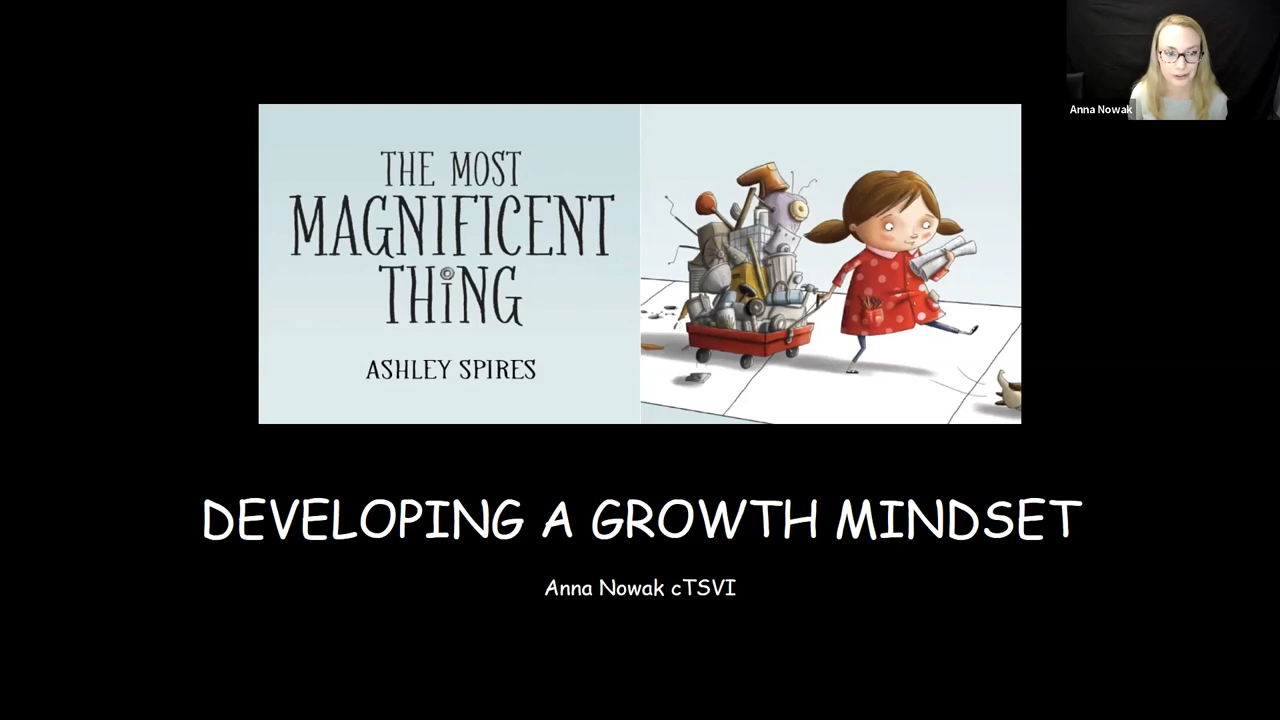 Anna Nowak
THE MOST
MAGNIFICENT
THING
ASHLEY SPIRES
DEVELOPING A GROWTH MINDSET
Anna Nowak cTSVI